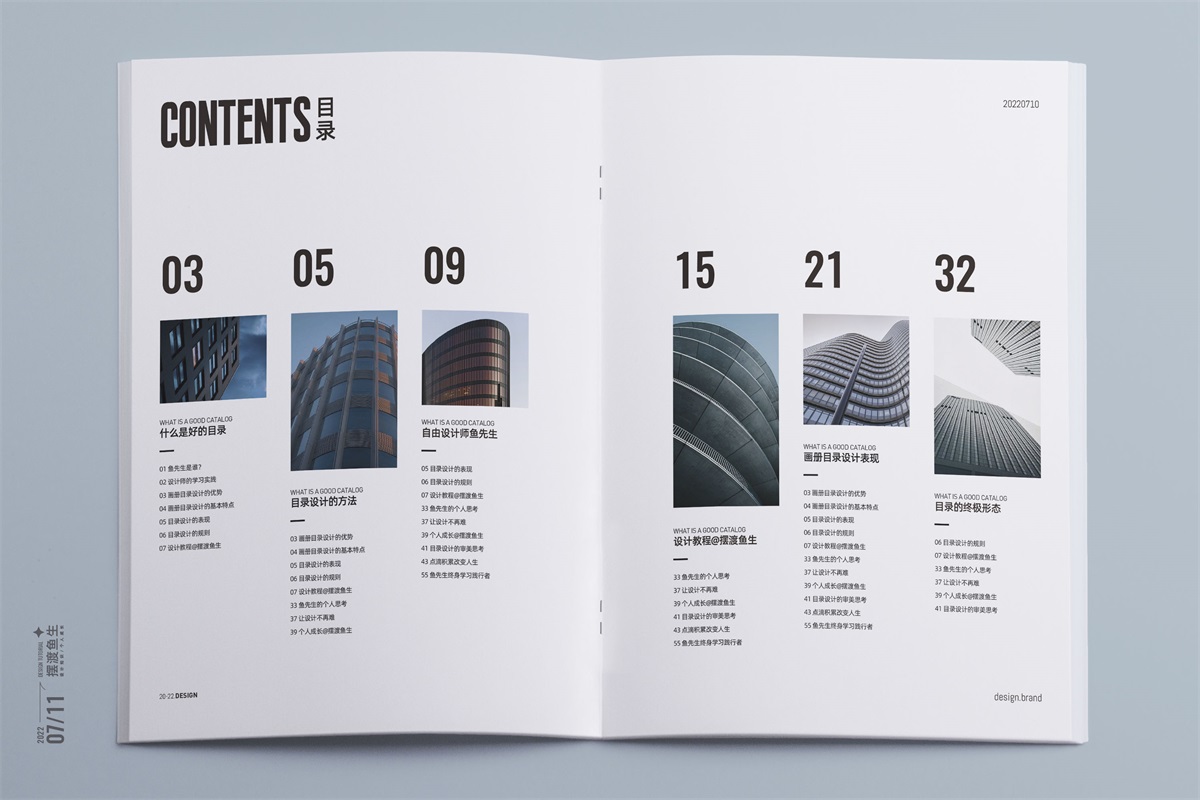 CONTENTS 目录
20220710
03
WHAT IS A GOOD CATALOG
什么是好的目录
01 鱼先生是谁?
02 设计师的学习实践
03 画册目录设计的优势
04 画册目录设计的基本特点
05 目录设计的表现
06 目录设计的规则
07 设计教程@摆渡鱼生
05
WHAT IS A GOOD CATALOG
目录设计的方法
03 画册目录设计的优势
04 画册目录设计的基本特点
05 目录设计的表现
06 目录设计的规则
07 设计教程@摆渡鱼生
33 鱼先生的个人思考
37 让设计不再难
39 个人成长@摆渡鱼生
09
WHAT IS A GOOD CATALOG
自由设计师鱼先生
05 目录设计的表现
06 目录设计的规则
07 设计教程@摆渡鱼生
33 鱼先生的个人思考
37 让设计不再难
39 个人成长@摆渡鱼生
41 目录设计的审美思考
43 点滴积累改变人生
55 鱼先生终身学习践行者
15
WHAT IS A GOOD CATALOG
设计教程@摆渡鱼生
33 鱼先生的个人思考
37 让设计不再难
39 个人成长@摆渡鱼生
41 目录设计的审美思考
43 点滴积累改变人生
55 鱼先生终身学习践行者
21
WHAT IS A GOOD CATALOG
画册目录设计表现
03 画册目录设计的优势
04 画册目录设计的基本特点
05 目录设计的表现
06 目录设计的规则
07 设计教程@摆渡鱼生
33 鱼先生的个人思考
37 让设计不再难
39 个人成长@摆渡鱼生
41 目录设计的审美思考
43 点滴积累改变人生
55 鱼先生终身学习践行者
32
WHAT IS A GOOD CATALOG
目录的终极形态
06 目录设计的规则
07 设计教程@摆渡鱼生
33 鱼先生的个人思考
37 让设计不再难
39 个人成长@摆渡鱼生
41 目录设计的审美思考
20-22.DESIGN
design.brand
2022
07/11
摆渡鱼生